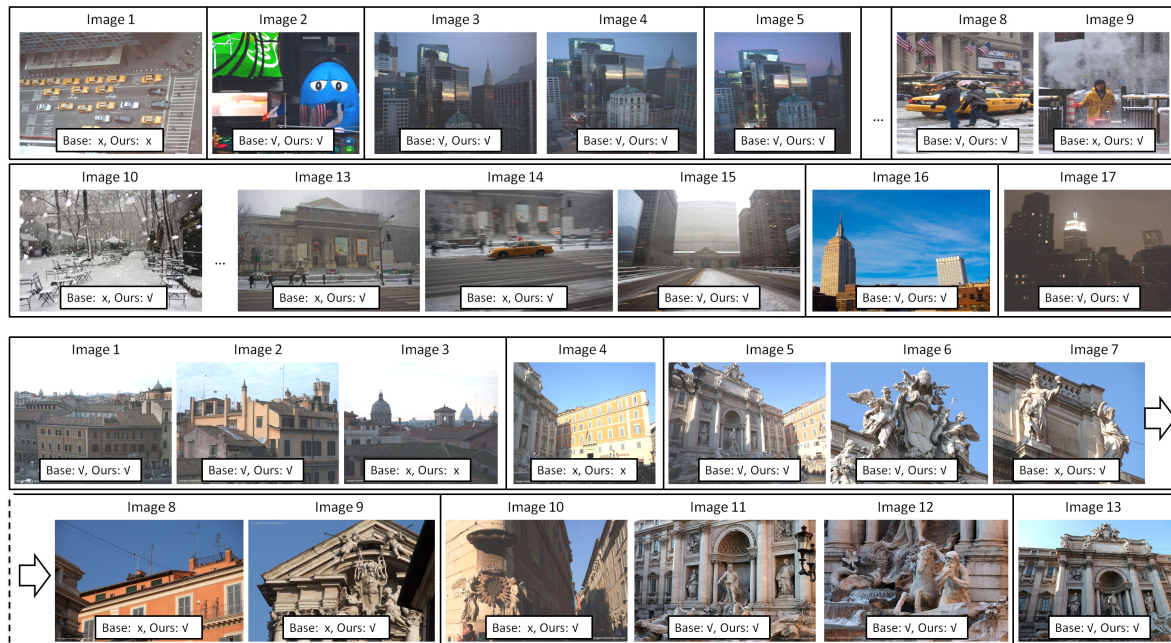 Image 1
Image 2
Image 3
Image 4
Image 5
Image 8
Image 9
ACTING
Base: x, Ours: x
Base: √, Ours: √
Base: √, Ours: √
Base: √, Ours: √
Base: √, Ours: √
...
Base: √, Ours: √
Base: x, Ours: √
Image 10
Image 13
Image 14
Image 15
Image 16
Image 17
...
Base: x, Ours: √
Base: x, Ours: √
Base: x, Ours: √
Base: √, Ours: √
Base: √, Ours: √
Base: √, Ours: √
Image 1
Image 2
Image 3
Image 4
Image 5
Image 6
Image 7
Base: √, Ours: √
Base: √, Ours: √
Base: x, Ours: x
Base: x, Ours: x
Base: √, Ours: √
Base: √, Ours: √
Base: x, Ours: √
Image 8
Image 9
Image 10
Image 11
Image 12
Image 13
Base: x, Ours: √
Base: x, Ours: √
Base: x, Ours: √
Base: √, Ours: √
Base: √, Ours: √
Base: √, Ours: √